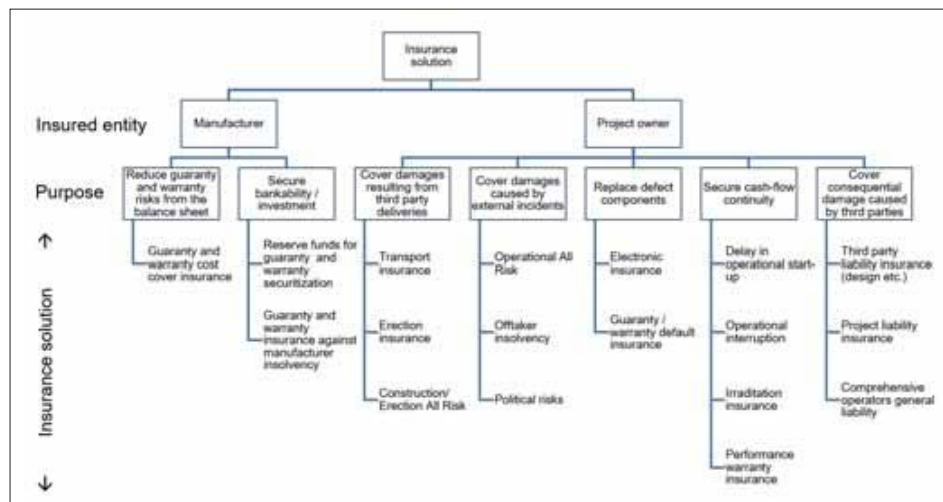 Insurance
solution
Insured entity
Manufacturer
Project owner
Purpose
Reduce guaranty
and warranty
risks from the
balance sheet
Secure
bankability /
investment
Cover damages
resulting from
third party
deliveries
Cover damages
caused by
external incidents
Replace defect
components
Secure cash-flow
continuity
Cover
consequential
damage caused
by third parties
Insurance solution
Guaranty and
warranty cost
cover insurance
Reserve funds for
guaranty and
warranty
securitization
Guaranty and
warranty
insurance against
manufacturer
insolvency
Transport
insurance
Erection
insurance
Construction/
Erection All Risk
Operational All
Risk
Offtaker
insolvency
Political risks
Electronic
insurance
Guaranty /
warranty default
insurance
Delay in
operational start-
up
Operational
interruption
Irraditation
insurance
Performance
warranty
insurance
Third party
liability insurance
(design etc.)
Project liability
insurance
Comprehensive
operators general
liability